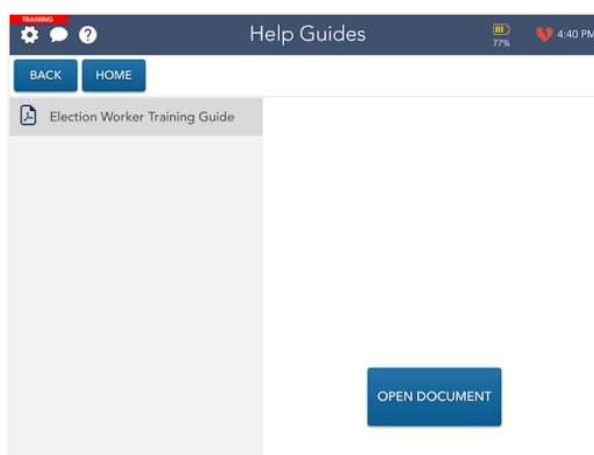 TRAINING
Help Guides
77%
4:40 PM
BACK
HOME
Election Worker Training Guide
OPEN DOCUMENT